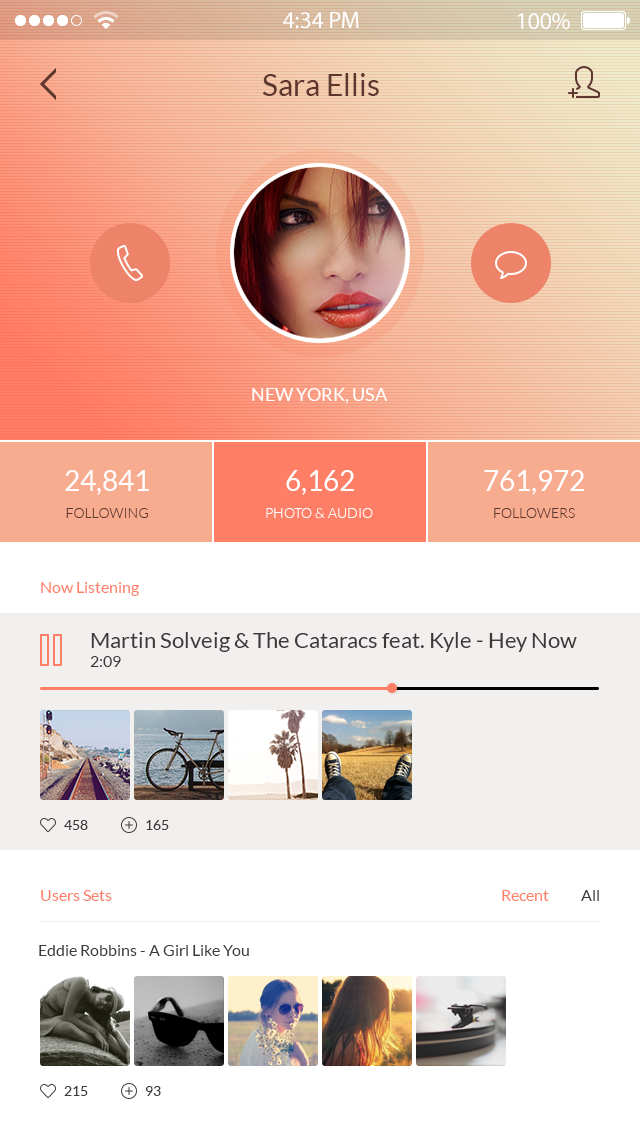 4:34 PM
100%
Sara Ellis
NEW YORK, USA
24,841
6,162
761,972
FOLLOWING
PHOTO & AUDIO
FOLLOWERS
Now Listening
Martin Solveig & The Cataracs feat. Kyle - Hey Now
2:09
458
165
Users Sets
Recent
All
Eddie Robbins - A Girl Like You
215
93